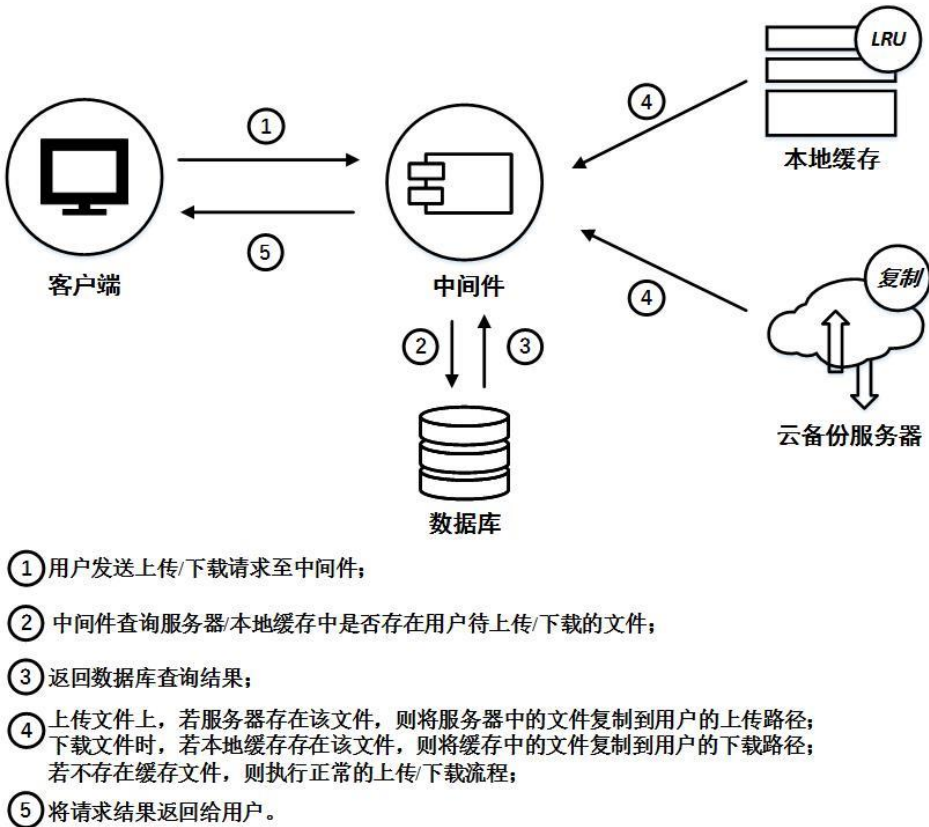 LRU
④
①
本地缓存
⑤
复制
客户端
中间件
④
②
③
云备份服务器
数据库
①用户发送上传/下载请求至中间件；
②中间件查询服务器/本地缓存中是否存在用户待上传/下载的文件；
③返回数据库查询结果；
④上传文件上，若服务器存在该文件，则将服务器中的文件复制到用户的上传路径；
下载文件时，若本地缓存存在该文件，则将缓存中的文件复制到用户的下载路径；
若不存在缓存文件，则执行正常的上传/下载流程；
⑤将请求结果返回给用户。